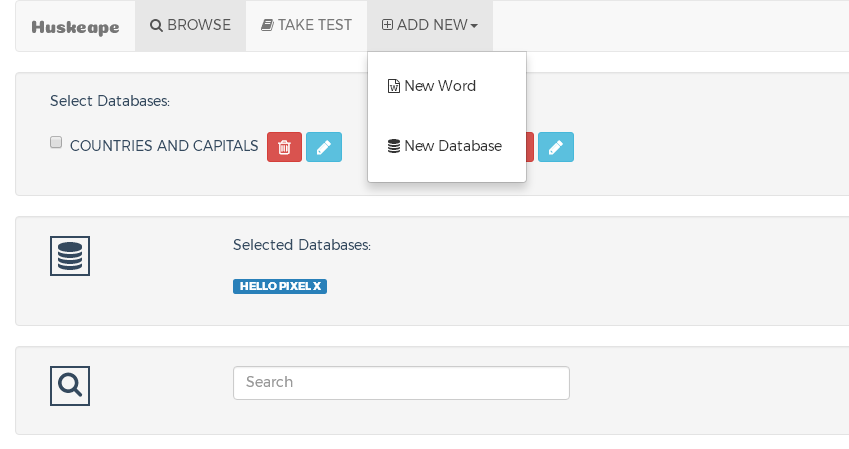 Huskeape BROWSE TAKE TEST ADD NEW
New Word
New Database
Select Databases:
COUNTRIES AND CAPITALS
Selected Databases:
HELLO PIXEL X
Search